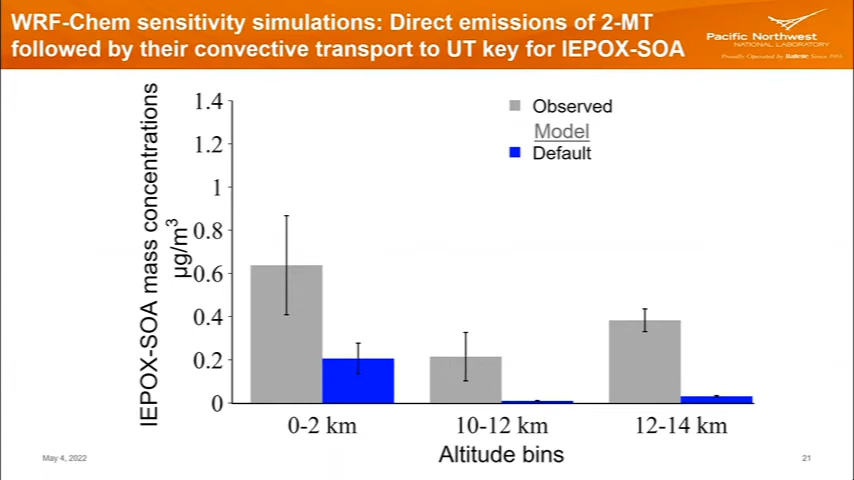 WRF-Chem sensitivity simulations: Direct emissions of 2-MT
followed by their convective transport to UT key for IEPOX-SOA
Pacific Northwest
NATIONAL LABORATORY
Proudly Operated by Battelle Since 1965
IEPOX-SOA mass concentrations
µg/m³
1.4
1.2
1
0.8
0.6
0.4
0.2
0
Observed
Model
Default
0-2 km
10-12 km
12-14 km
Altitude bins
May 4, 2022
21